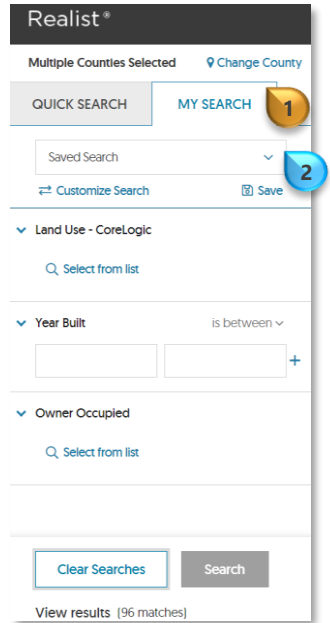 Realist®
Multiple Counties Selected Change County
QUICK SEARCH MY SEARCH 1
Saved Search 2
Customize Search Save
Land Use - CoreLogic
Select from list
Year Built is between
+
Owner Occupied
Select from list
Clear Searches Search
View results (96 matches)